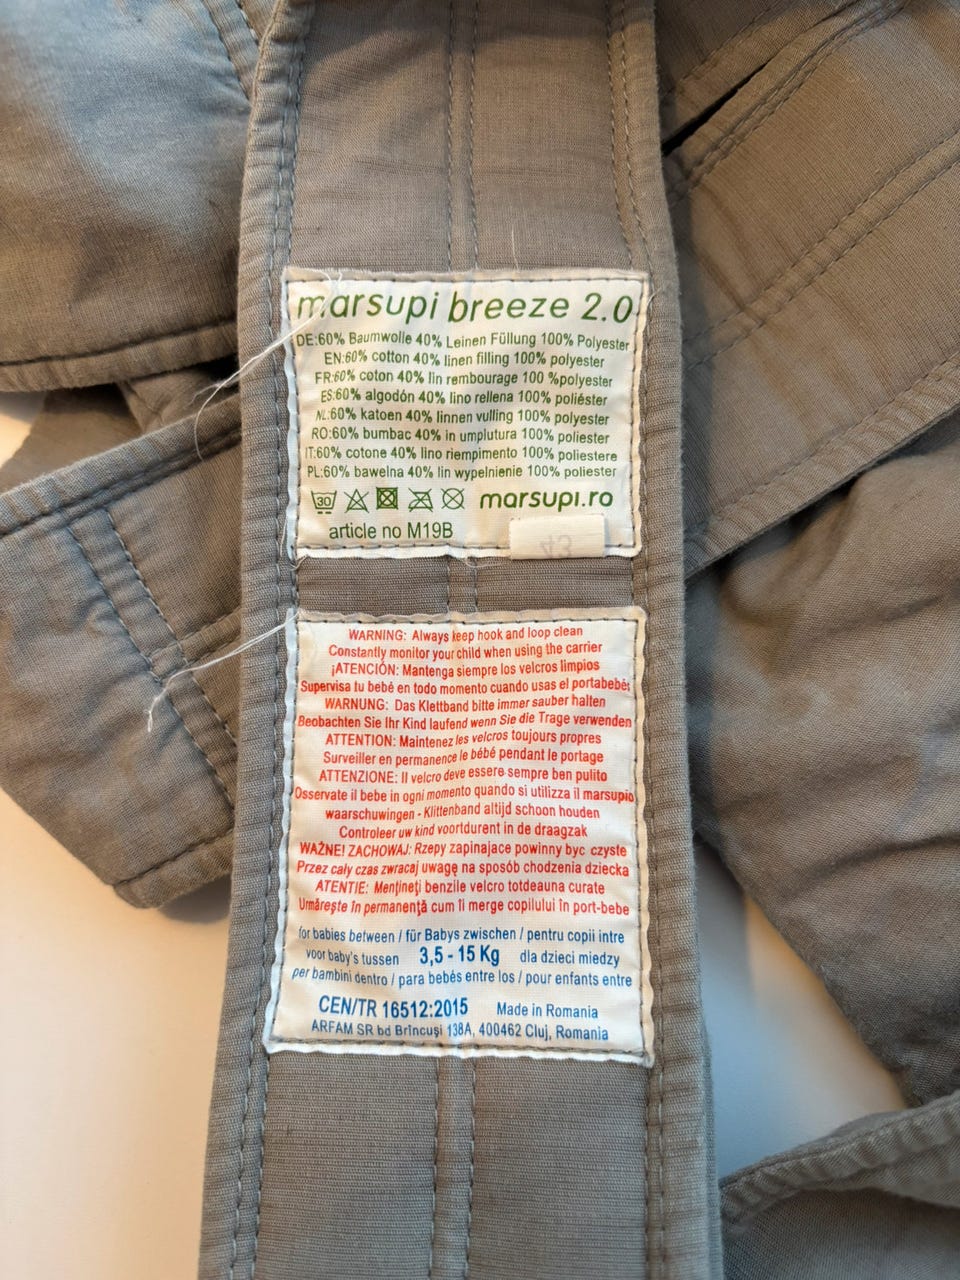 marsupi breeze 2.0
DE:60% Baumwolle 40% Leinen Füllung 100% Polyester
EN:60% cotton 40% linen filling 100% polyester
FR:60% coton 40% lin rembourage 100 %polyester
ES:60% algodón 40% lino rellena 100% poliéster
NL:60% katoen 40% linnen vulling 100% polyester
RO:60% bumbac 40% in umplutura 100% poliester
IT:60% cotone 40% lino riempimento 100% poliestere
PL:60% bawelna 40% lin wypelnienie 100% poliester
30 marsupi.ro
article no M19B
WARNING: Always keep hook and loop clean
Constantly monitor your child when using the carrier
¡ATENCIÓN: Mantenga siempre los velcros limpios
Supervisa tu bebé en todo momento cuando usas el portabebés
WARNUNG: Das Klettband bitte immer sauber halten
Beobachten Sie Ihr Kind laufend wenn Sie die Trage verwenden
ATTENTION: Maintenez les velcros toujours propres
Surveiller en permanence le bébé pendant le portage
ATTENZIONE: Il velcro deve essere sempre ben pulito
Osservate il bebe in ogni momento quando si utilizza il marsupio
waarschuwingen - Klittenband altijd schoon houden
Controleer uw kind voortdurent in de draagzak
WAŻNE! ZACHOWAJ: Rzepy zapinajace powinny byc czyste
Przez cały czas zwracaj uwagę na sposób chodzenia dziecka
ATENTIE: Mențineți benzile velcro totdeauna curate
Urmărește în permanență cum îi merge copilului în port-bebe
for babies between / für Babys zwischen / pentru copii intre
voor baby's tussen 3,5 - 15 Kg dla dzieci miedzy
per bambini dentro / para bebés entre los / pour enfants entre
CEN/TR 16512:2015 Made in Romania
ARFAM SR bd Brîncuși 138A, 400462 Cluj, Romania